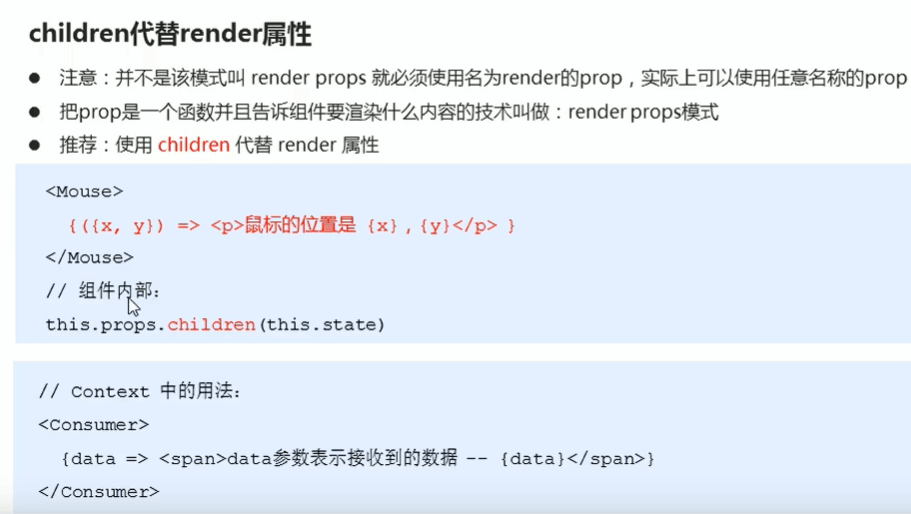 children代替render属性
● 注意：并不是该模式叫 render props 就必须使用名为render的prop，实际上可以使用任意名称的prop
● 把prop是一个函数并且告诉组件要渲染什么内容的技术叫做：render props模式
● 推荐：使用 children 代替 render 属性
<Mouse>
{({x, y}) => <p>鼠标的位置是 {x}，{y}</p> }
</Mouse>
// 组件内部：
this.props.children(this.state)
// Context 中的用法：
<Consumer>
{data => <span>data参数表示接收到的数据 -- {data}</span>}
</Consumer>